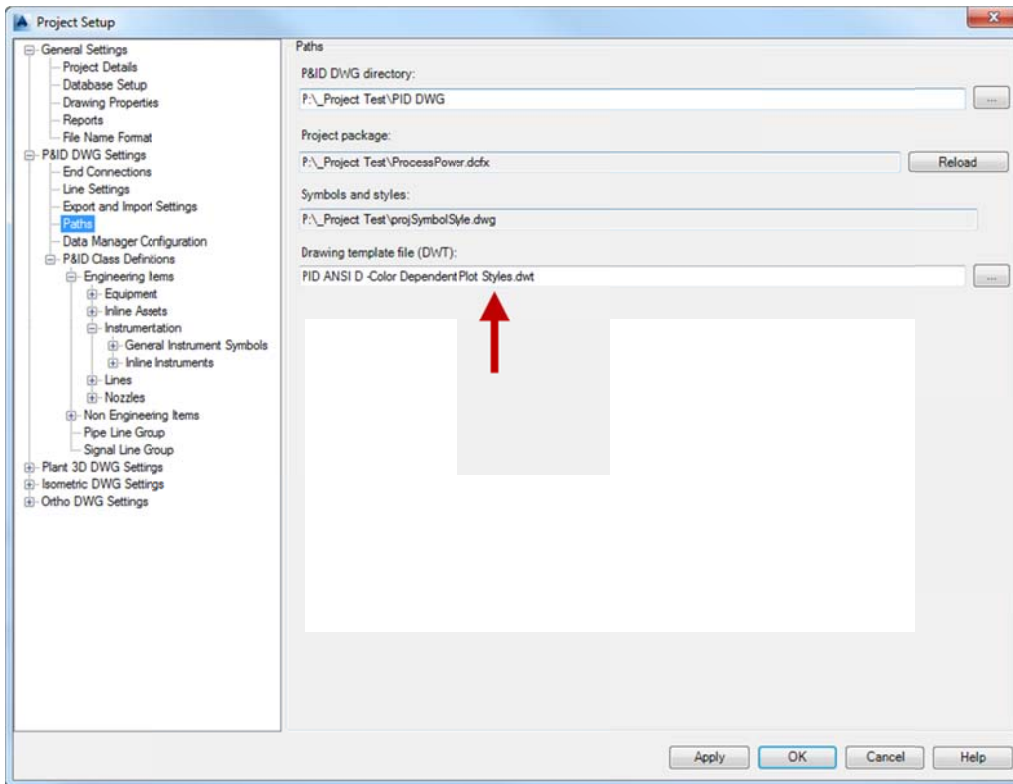 Project Setup
General Settings
Project Details
Database Setup
Drawing Properties
Reports
File Name Format
P&ID DWG Settings
End Connections
Line Settings
Export and Import Settings
Paths
Data Manager Configuration
P&ID Class Definitions
Engineering Items
Equipment
Inline Assets
Instrumentation
General Instrument Symbols
Inline Instruments
Lines
Nozzles
Non Engineering Items
Pipe Line Group
Signal Line Group
Plant 3D DWG Settings
Isometric DWG Settings
Ortho DWG Settings
Paths
P&ID DWG directory:
P:\_Project Test\PID DWG
...
Project package:
P:\_Project Test\ProcessPower.dcfx
Reload
Symbols and styles:
P:\_Project Test\projSymbolStyle.dwg
Drawing template file (DWT):
PID ANSI D -Color Dependent Plot Styles.dwt
...
Apply
OK
Cancel
Help